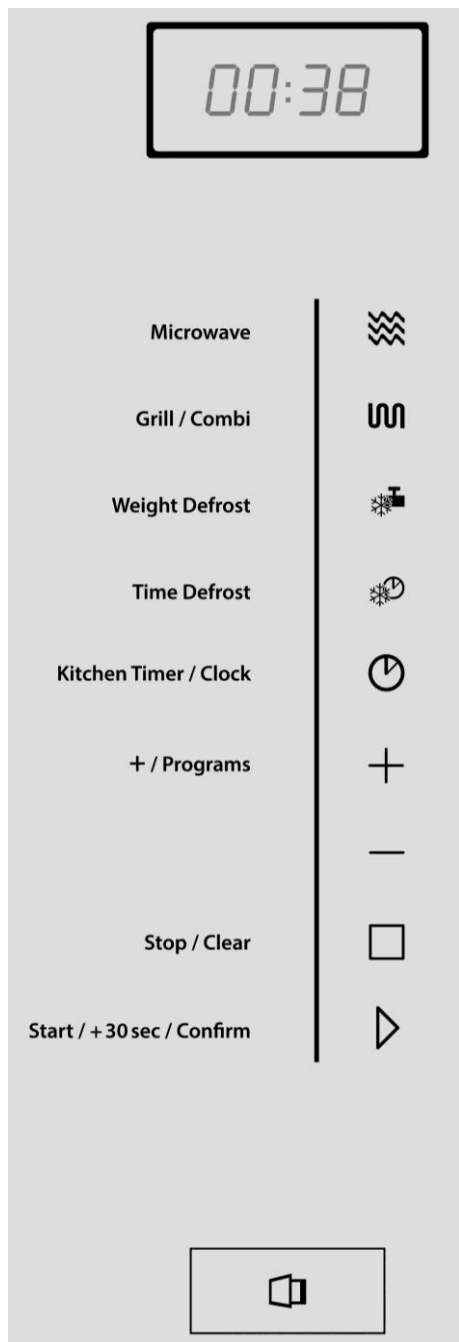 00:38
Microwave
Grill / Combi
Weight Defrost
Time Defrost
Kitchen Timer / Clock
+ / Programs
Stop / Clear
Start / +30 sec / Confirm